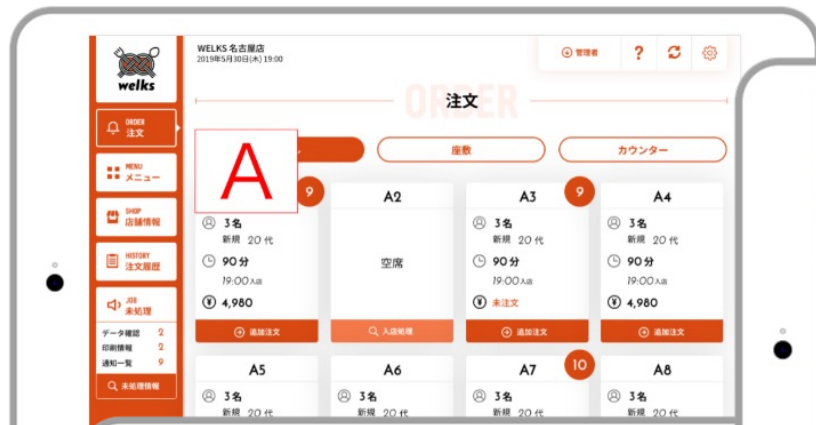 welks
WELKS 名古屋店
2019年5月30日(木) 19:00
管理者
?
ORDER
注文
ORDER
注文
MENU
メニュー
SHOP
店舗情報
HISTORY
注文履歴
JOB
未処理
データ確認 2
印刷情報 2
通知一覧 9
未処理情報
A
座敷
カウンター
9
3名
新規 20代
90分
19:00入店
4,980
追加注文
A2
空席
入店処理
A3
9
3名
新規 20代
90分
19:00入店
未注文
追加注文
A4
3名
新規 20代
90分
19:00入店
4,980
追加注文
A5
3名
新規 20代
A6
3名
新規 20代
A7
10
3名
新規 20代
A8
3名
新規 20代